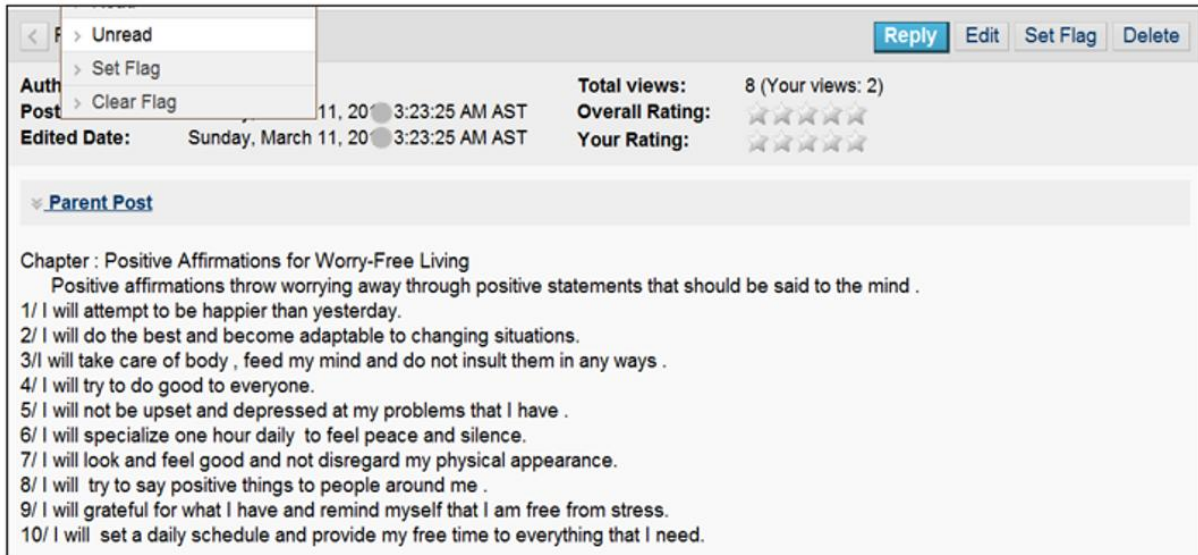 Unread
Reply Edit Set Flag Delete
Set Flag
Total views: 8 (Your views: 2)
Clear Flag
11, 20 3:23:25 AM AST Overall Rating:
Edited Date: Sunday, March 11, 20 3:23:25 AM AST Your Rating:
Parent Post
Chapter : Positive Affirmations for Worry-Free Living
Positive affirmations throw worrying away through positive statements that should be said to the mind .
1/ I will attempt to be happier than yesterday.
2/ I will do the best and become adaptable to changing situations.
3/I will take care of body , feed my mind and do not insult them in any ways .
4/ I will try to do good to everyone.
5/ I will not be upset and depressed at my problems that I have .
6/ I will specialize one hour daily to feel peace and silence.
7/ I will look and feel good and not disregard my physical appearance.
8/ I will try to say positive things to people around me .
9/ I will grateful for what I have and remind myself that I am free from stress.
10/ I will set a daily schedule and provide my free time to everything that I need.